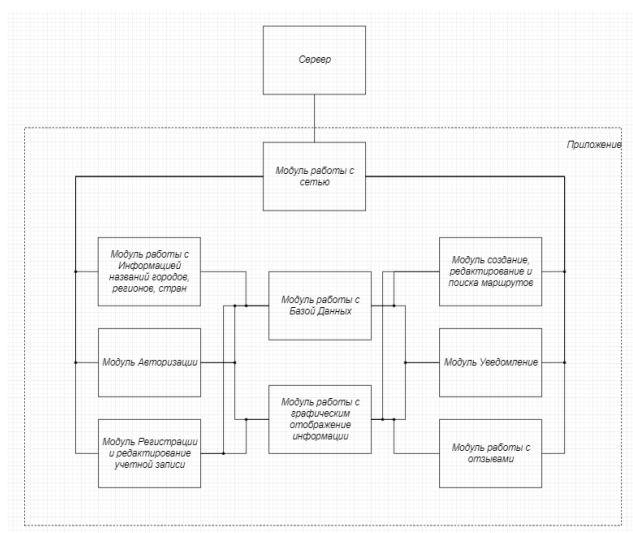 Сервер
Приложение
Модуль работы с
сетью
Модуль работы с
Информацией
названий городов,
регионов, стран
Модуль создание,
редактирование и
поиска маршрутов
Модуль работы с
Базой Данных
Модуль Авторизации
Модуль Уведомление
Модуль работы с
графическим
отображение
информации
Модуль Регистрации
и редактирование
учетной записи
Модуль работы с
отзывами